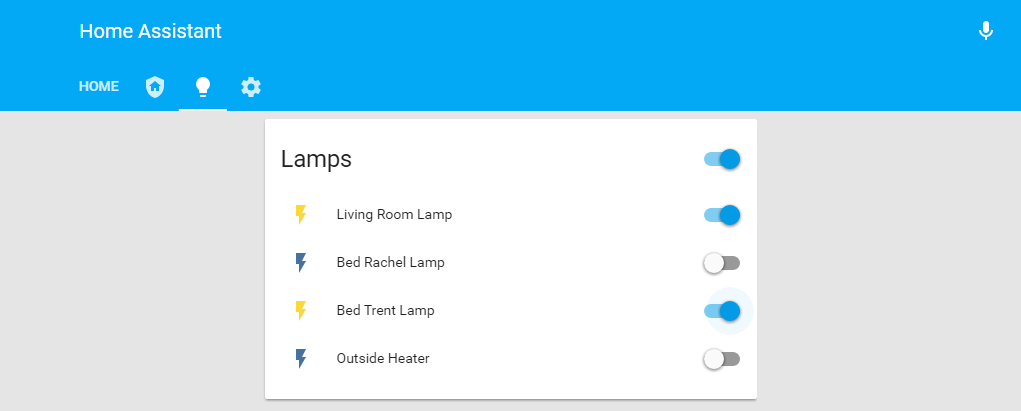 Home Assistant
HOME
Lamps
Living Room Lamp
Bed Rachel Lamp
Bed Trent Lamp
Outside Heater